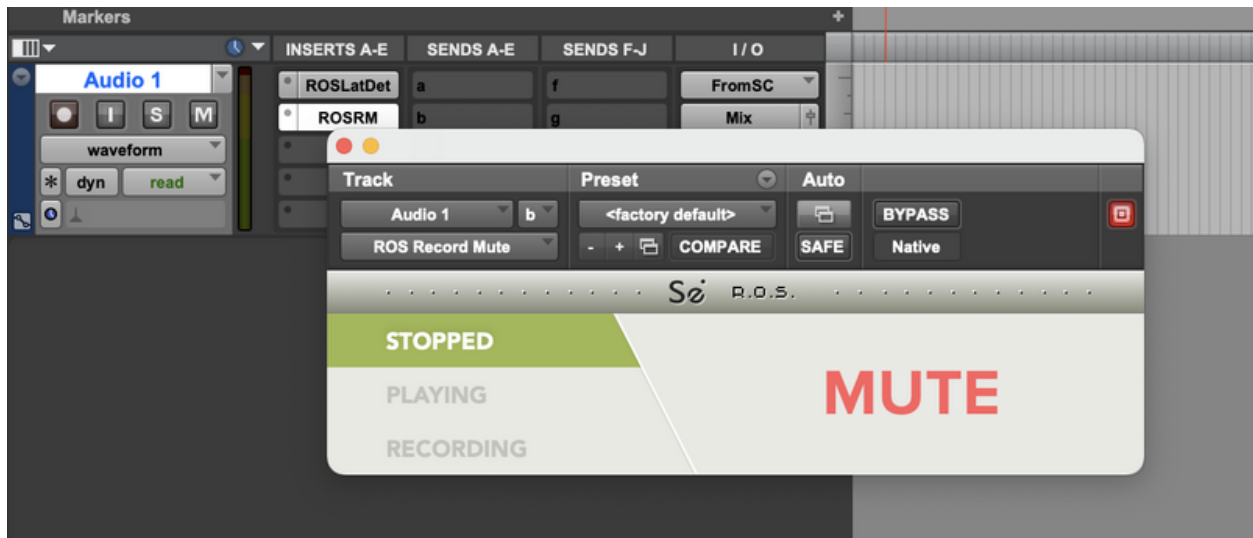 Markers
INSERTS A-E SENDS A-E SENDS F-J I / O
Audio 1 ROSLatDet a f FromSC
I S M ROSRM b g Mix
waveform
dyn read
Track Preset Auto
Audio 1 b <factory default> BYPASS
ROS Record Mute - + COMPARE SAFE Native
Se R.O.S.
STOPPED
MUTE
PLAYING
RECORDING